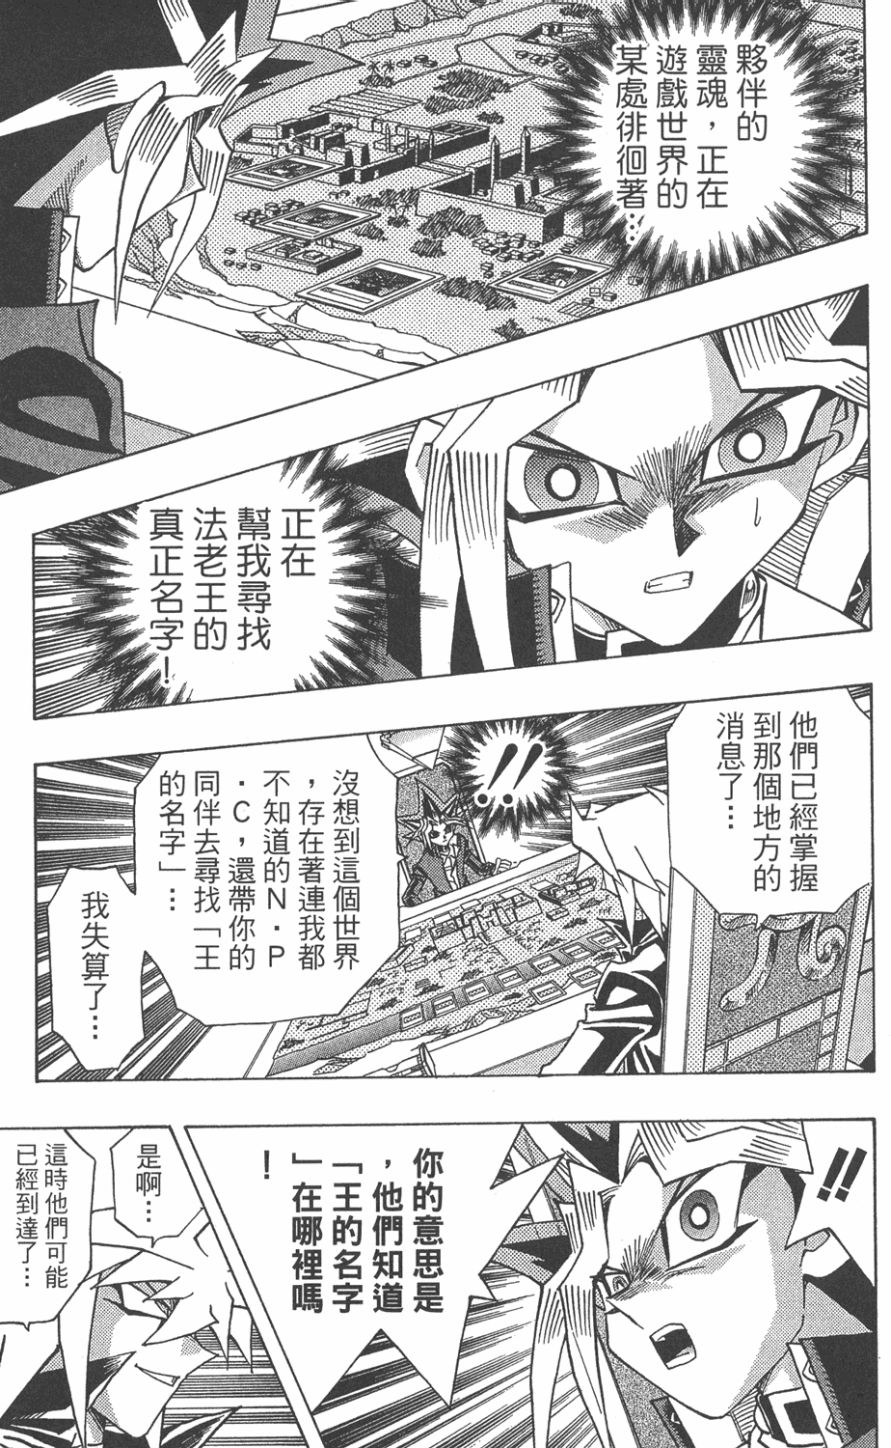 夥伴的
靈魂，正在
遊戲世界的
某處徘徊著…
正在
幫我尋找
法老王的
真正名字！
他們已經掌握
到那個地方的
消息了…
!!
沒想到這個世界
，存在著連我都
不知道的N・P
・C，還帶你的
同伴去尋找「王
的名字」…
我失算了…
!!
你的意思是
，他們知道
「王的名字
」在哪裡嗎
！
是啊…
這時他們可能
已經到達了…